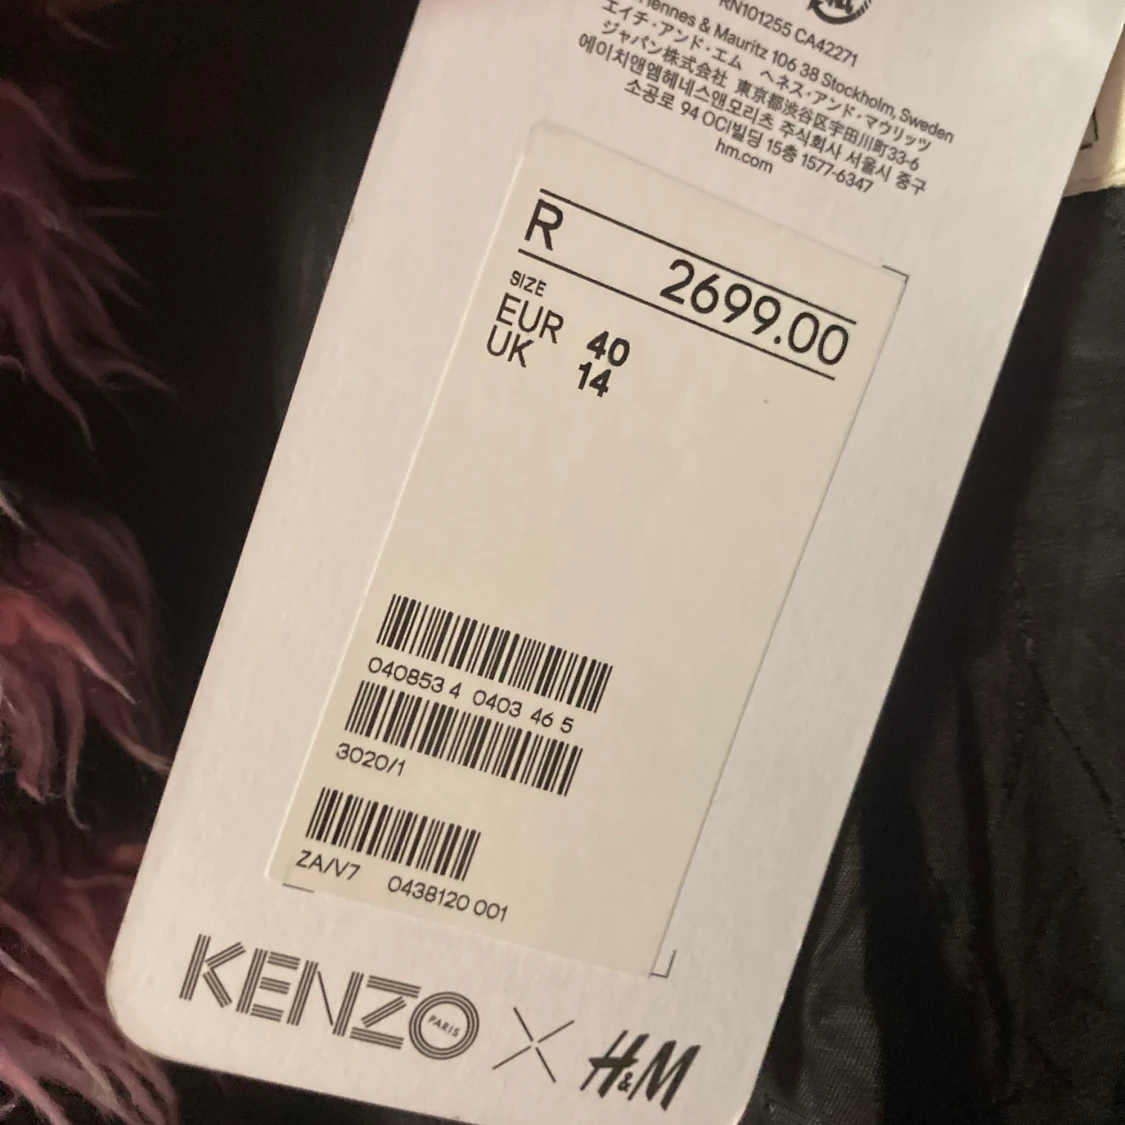 RN101255 CA42271
Hennes & Mauritz 106 38 Stockholm, Sweden
エイチ・アンド・エム ヘネス・アンド・マウリッツ
ジャパン株式会社 東京都渋谷区宇田川町33-6
에이치앤엠헤네스앤모리츠 주식회사 서울시 중구
소공로 94 OCI빌딩 15층 1577-6347
hm.com
R 2699.00
SIZE
EUR 40
UK 14
040853 4 0403 46 5
3020/1
ZA/V7 0438120 001
KENZO PARIS X H&M